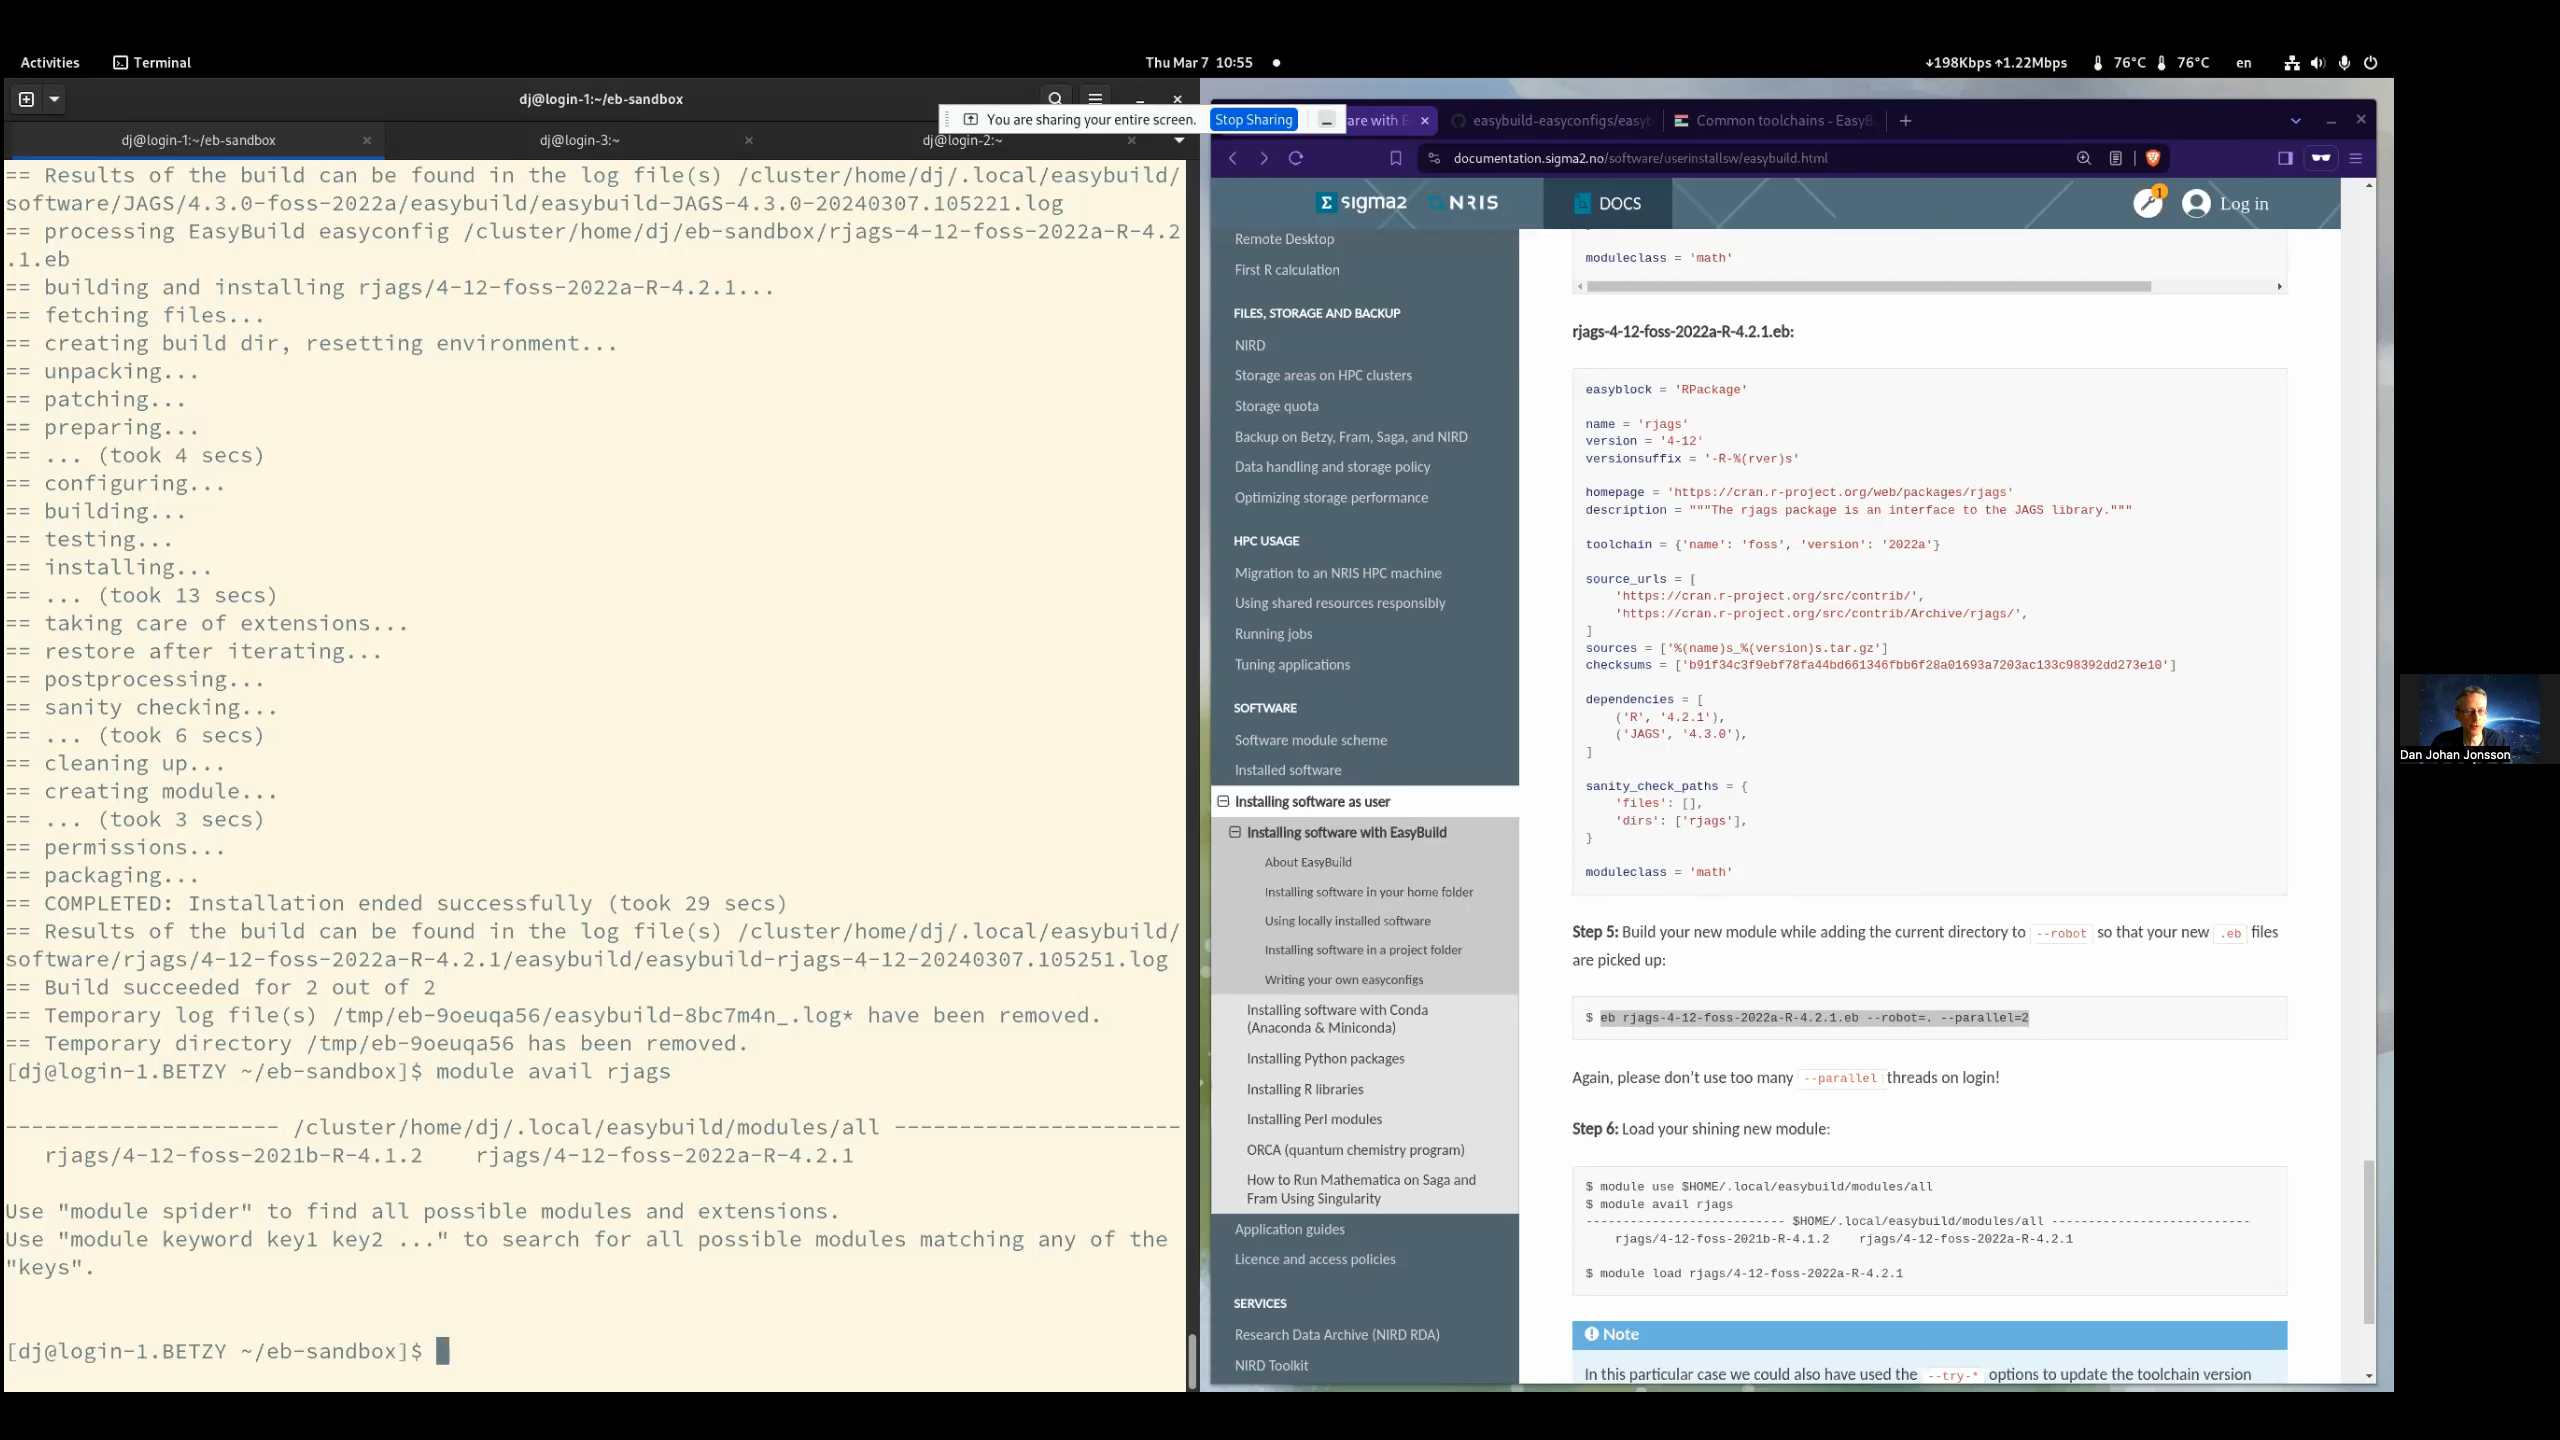 Activities
Terminal
Thu Mar 7 10:55
↓198Kbps ↑1.22Mbps
76°C
76°C
en
dj@login-1:~/eb-sandbox
You are sharing your entire screen.
Stop Sharing
dj@login-1:~/eb-sandbox
dj@login-3:~
dj@login-2:~
== Results of the build can be found in the log file(s) /cluster/home/dj/.local/easybuild/
software/JAGS/4.3.0-foss-2022a/easybuild/easybuild-JAGS-4.3.0-20240307.105221.log
== processing EasyBuild easyconfig /cluster/home/dj/eb-sandbox/rjags-4-12-foss-2022a-R-4.2
.1.eb
== building and installing rjags/4-12-foss-2022a-R-4.2.1...
== fetching files...
== creating build dir, resetting environment...
== unpacking...
== patching...
== preparing...
== ... (took 4 secs)
== configuring...
== building...
== testing...
== installing...
== ... (took 13 secs)
== taking care of extensions...
== restore after iterating...
== postprocessing...
== sanity checking...
== ... (took 6 secs)
== cleaning up...
== creating module...
== ... (took 3 secs)
== permissions...
== packaging...
== COMPLETED: Installation ended successfully (took 29 secs)
== Results of the build can be found in the log file(s) /cluster/home/dj/.local/easybuild/
software/rjags/4-12-foss-2022a-R-4.2.1/easybuild/easybuild-rjags-4-12-20240307.105251.log
== Build succeeded for 2 out of 2
== Temporary log file(s) /tmp/eb-9oeuqa56/easybuild-8bc7m4n_.log* have been removed.
== Temporary directory /tmp/eb-9oeuqa56 has been removed.
[dj@login-1.BETZY ~/eb-sandbox]$ module avail rjags
-------------------- /cluster/home/dj/.local/easybuild/modules/all ---------------------
rjags/4-12-foss-2021b-R-4.1.2    rjags/4-12-foss-2022a-R-4.2.1
Use "module spider" to find all possible modules and extensions.
Use "module keyword key1 key2 ..." to search for all possible modules matching any of the
"keys".
[dj@login-1.BETZY ~/eb-sandbox]$
are with E
easybuild-easyconfigs/easyb
Common toolchains - EasyB
documentation.sigma2.no/software/userinstallsw/easybuild.html
Σ sigma2
NRIS
DOCS
1
Log in
Remote Desktop
First R calculation
FILES, STORAGE AND BACKUP
NIRD
Storage areas on HPC clusters
Storage quota
Backup on Betzy, Fram, Saga, and NIRD
Data handling and storage policy
Optimizing storage performance
HPC USAGE
Migration to an NRIS HPC machine
Using shared resources responsibly
Running jobs
Tuning applications
SOFTWARE
Software module scheme
Installed software
Installing software as user
Installing software with EasyBuild
About EasyBuild
Installing software in your home folder
Using locally installed software
Installing software in a project folder
Writing your own easyconfigs
Installing software with Conda
(Anaconda & Miniconda)
Installing Python packages
Installing R libraries
Installing Perl modules
ORCA (quantum chemistry program)
How to Run Mathematica on Saga and
Fram Using Singularity
Application guides
Licence and access policies
SERVICES
Research Data Archive (NIRD RDA)
NIRD Toolkit
moduleclass = 'math'
rjags-4-12-foss-2022a-R-4.2.1.eb:
easyblock = 'RPackage'
name = 'rjags'
version = '4-12'
versionsuffix = '-R-%(rver)s'
homepage = 'https://cran.r-project.org/web/packages/rjags'
description = """The rjags package is an interface to the JAGS library."""
toolchain = {'name': 'foss', 'version': '2022a'}
source_urls = [
'https://cran.r-project.org/src/contrib/',
'https://cran.r-project.org/src/contrib/Archive/rjags/',
]
sources = ['%(name)s_%(version)s.tar.gz']
checksums = ['b91f34c3f9ebf78fa44bd661346fbb6f28a01693a7203ac133c98392dd273e10']
dependencies = [
('R', '4.2.1'),
('JAGS', '4.3.0'),
]
sanity_check_paths = {
'files': [],
'dirs': ['rjags'],
}
moduleclass = 'math'
Step 5: Build your new module while adding the current directory to --robot so that your new .eb files
are picked up:
$ eb rjags-4-12-foss-2022a-R-4.2.1.eb --robot=. --parallel=2
Again, please don't use too many --parallel threads on login!
Step 6: Load your shining new module:
$ module use $HOME/.local/easybuild/modules/all
$ module avail rjags
--------------------------- $HOME/.local/easybuild/modules/all ---------------------------
rjags/4-12-foss-2021b-R-4.1.2    rjags/4-12-foss-2022a-R-4.2.1
$ module load rjags/4-12-foss-2022a-R-4.2.1
Note
In this particular case we could also have used the --try-* options to update the toolchain version
Dan Johan Jonsson